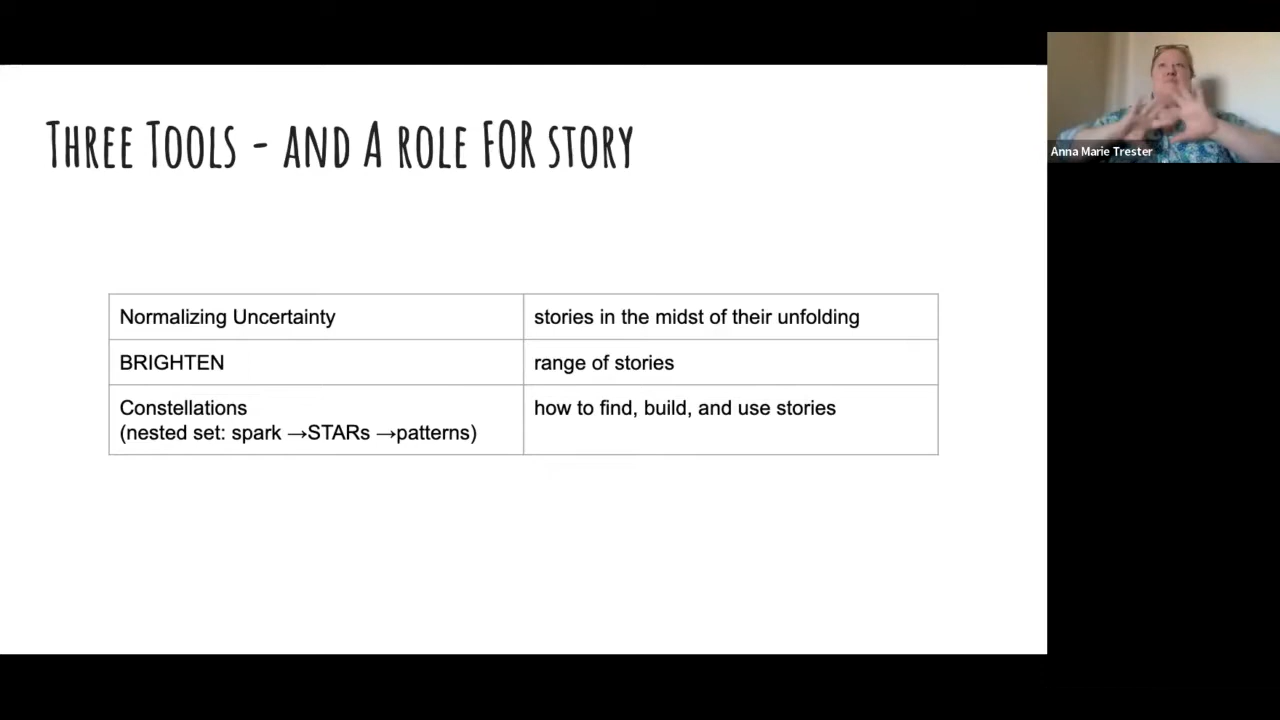 Three Tools - and A role FOR story
Normalizing Uncertainty
stories in the midst of their unfolding
BRIGHTEN
range of stories
Constellations
(nested set: spark →STARs →patterns)
how to find, build, and use stories
Anna Marie Trester